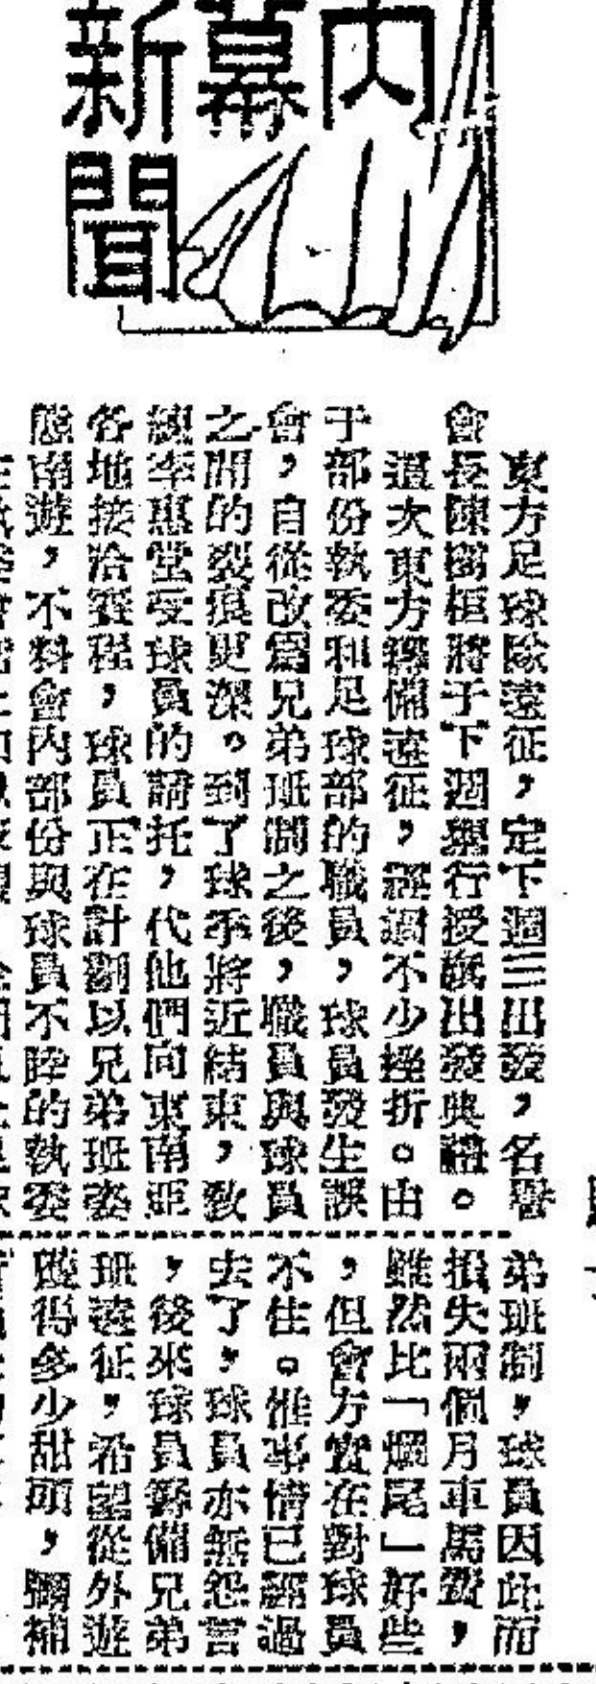 內幕新
聞
東方足球隊遠征，定下週三出發，名譽
會長陳樹桓將于下週舉行授旗出發典禮。
這次東方籌備遠征，經過不少挫折。由
于部份執委和足球部的職員，球員發生誤
會，自從改為兄弟班制之後，職員與球員
之間的裂痕更深。到了球季將近結束，教
練李惠堂受球員的請托，代他們向東南亞
各地接洽賽程，球員正在計劃以兄弟班姿
態南遊，不料會內部份與球員不睦的執委
弟班制，球員因此而
損失兩個月車馬費，
雖然比「爛尾」好些
，但會方實在對球員
不住。惟事情已經過
去了，球員亦無怨言
，後來球員籌備兄弟
班遠征，希望從外遊
獲得多少甜頭，彌補